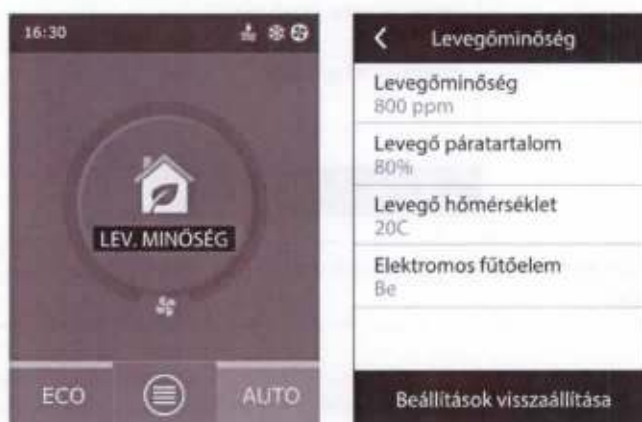 16:30
LEV. MINŐSÉG
ECO
AUTO
Levegőminőség
Levegőminőség
800 ppm
Levegő páratartalom
80%
Levegő hőmérséklet
20C
Elektromos fűtőelem
Be
Beállítások visszaállítása